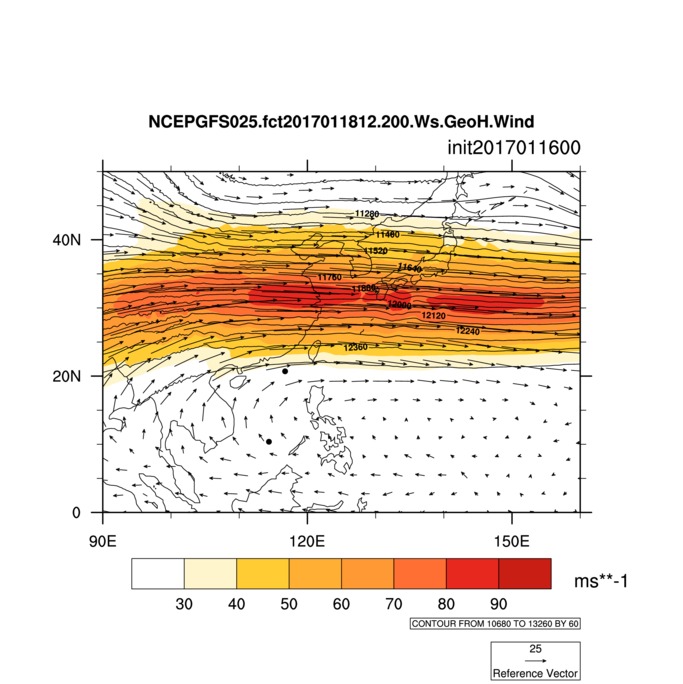 NCEPGFS025.fct2017011812.200.Ws.GeoH.Wind
init2017011600
11280
40N
11460
11520
11640
11760
11880
12000
12120
12240
12360
20N
0
90E 120E 150E
ms**-1
30 40 50 60 70 80 90
CONTOUR FROM 10680 TO 13260 BY 60
25
Reference Vector